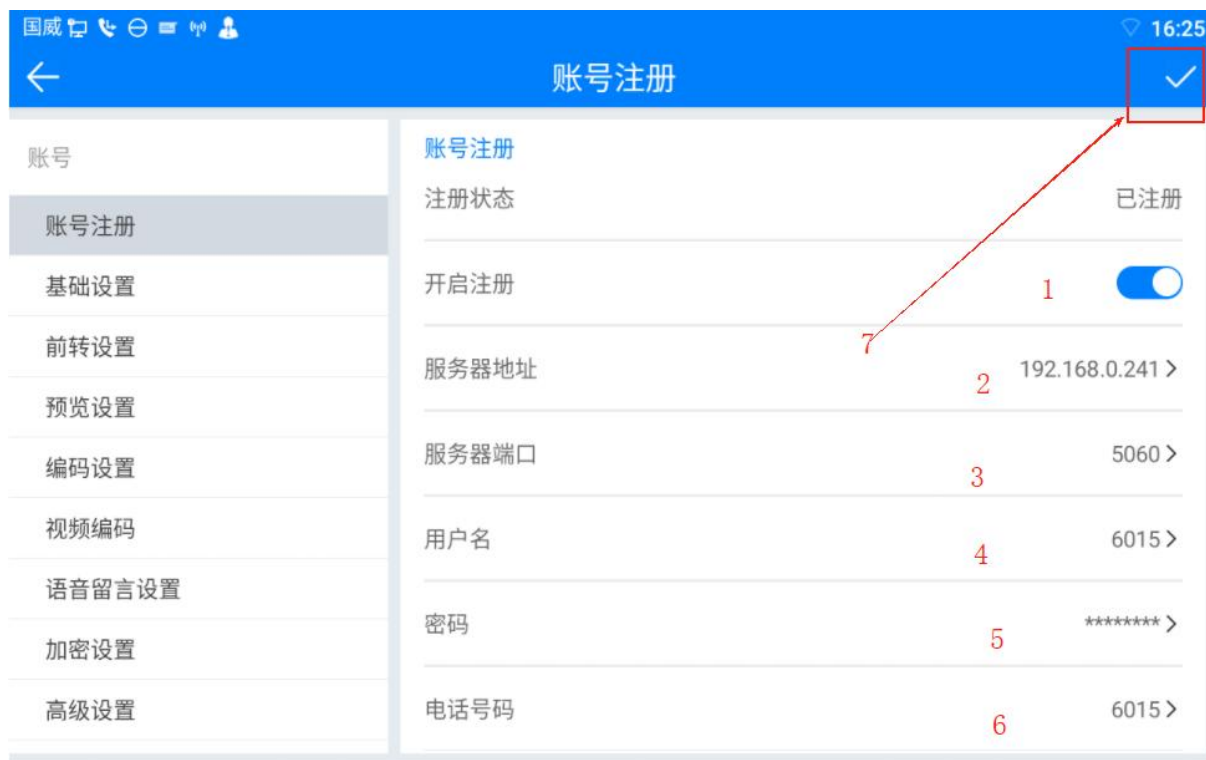 国威 16:25
账号注册
账号
账号注册
基础设置
前转设置
预览设置
编码设置
视频编码
语音留言设置
加密设置
高级设置
账号注册
注册状态 已注册
开启注册 1
7
服务器地址 2 192.168.0.241
服务器端口 3 5060
用户名 4 6015
密码 5 ********
电话号码 6 6015